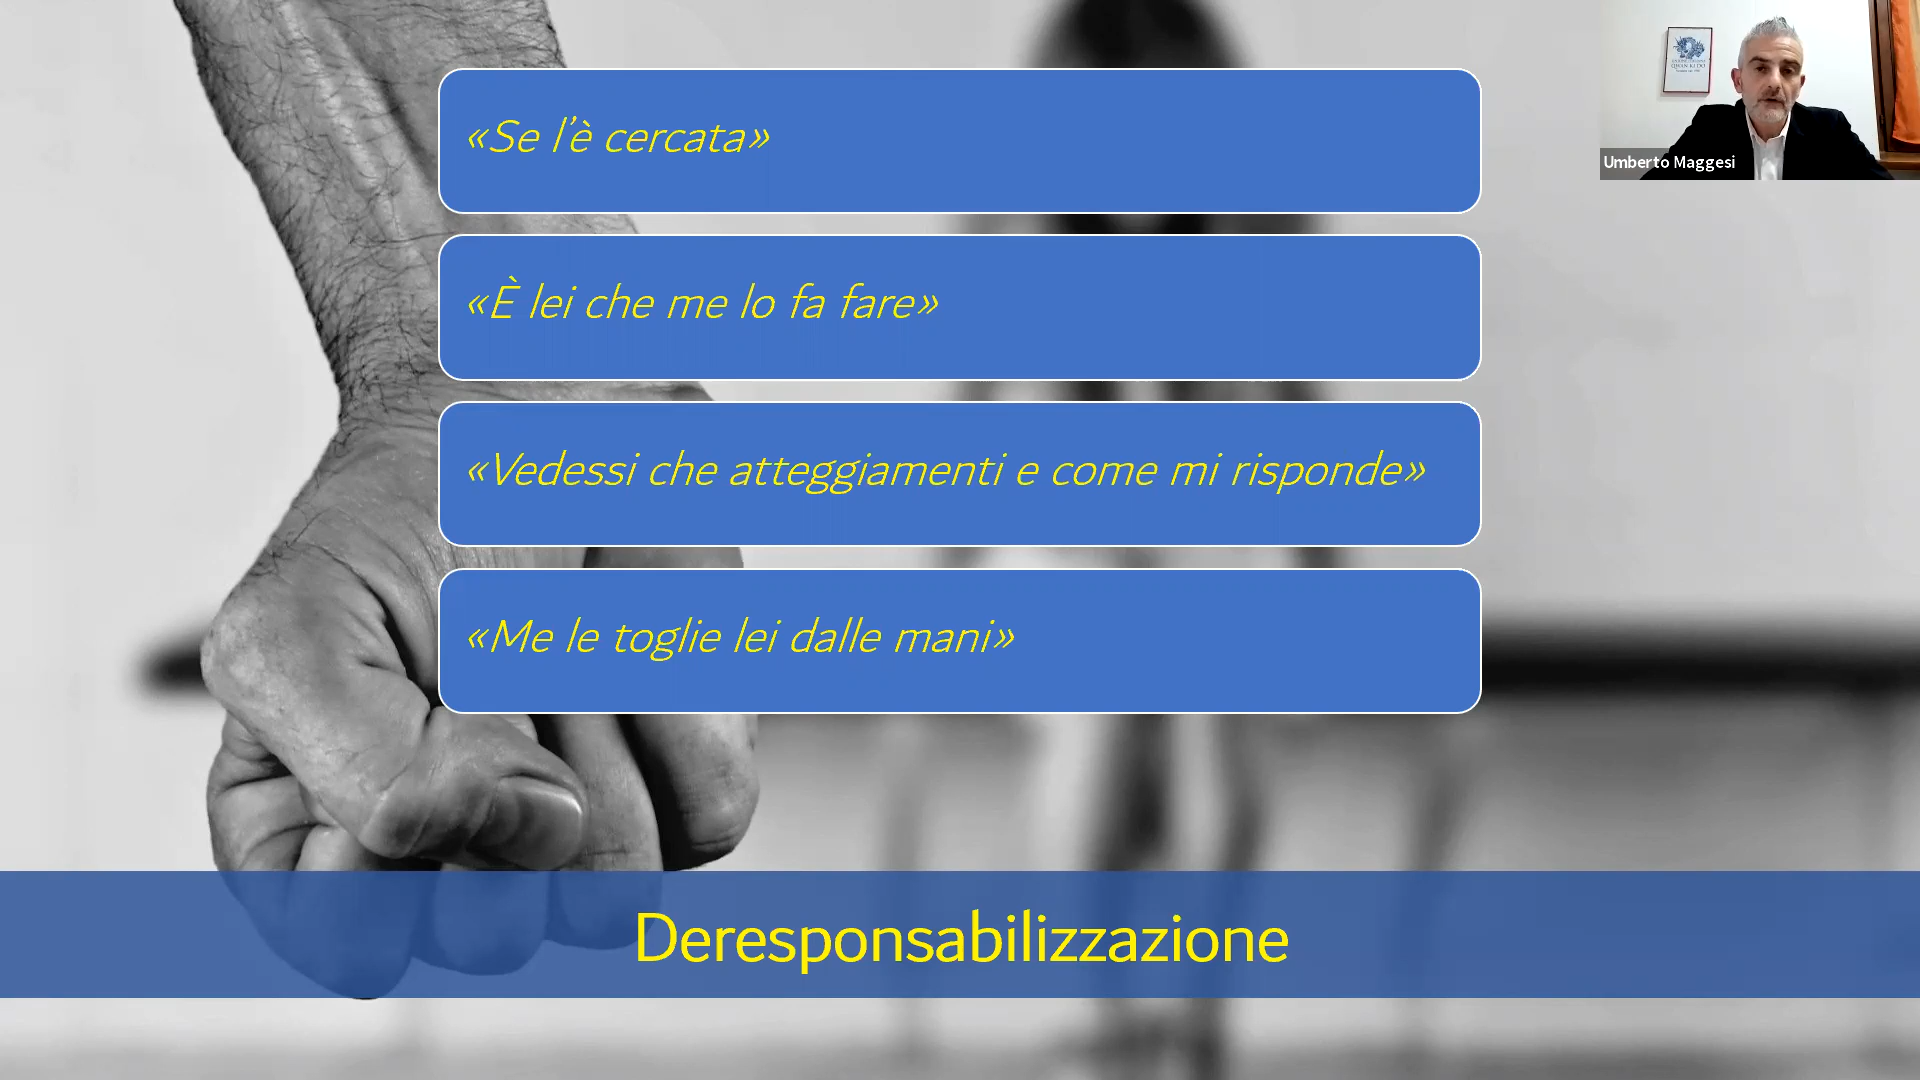 «Se l'è cercata»
«È lei che me lo fa fare»
«Vedessi che atteggiamenti e come mi risponde»
«Me le toglie lei dalle mani»
Deresponsabilizzazione
Umberto Maggesi